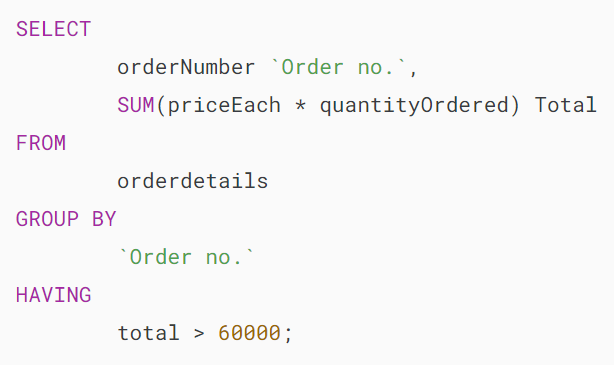 SELECT
orderNumber `Order no.`,
SUM(priceEach * quantityOrdered) Total
FROM
orderdetails
GROUP BY
`Order no.`
HAVING
total > 60000;